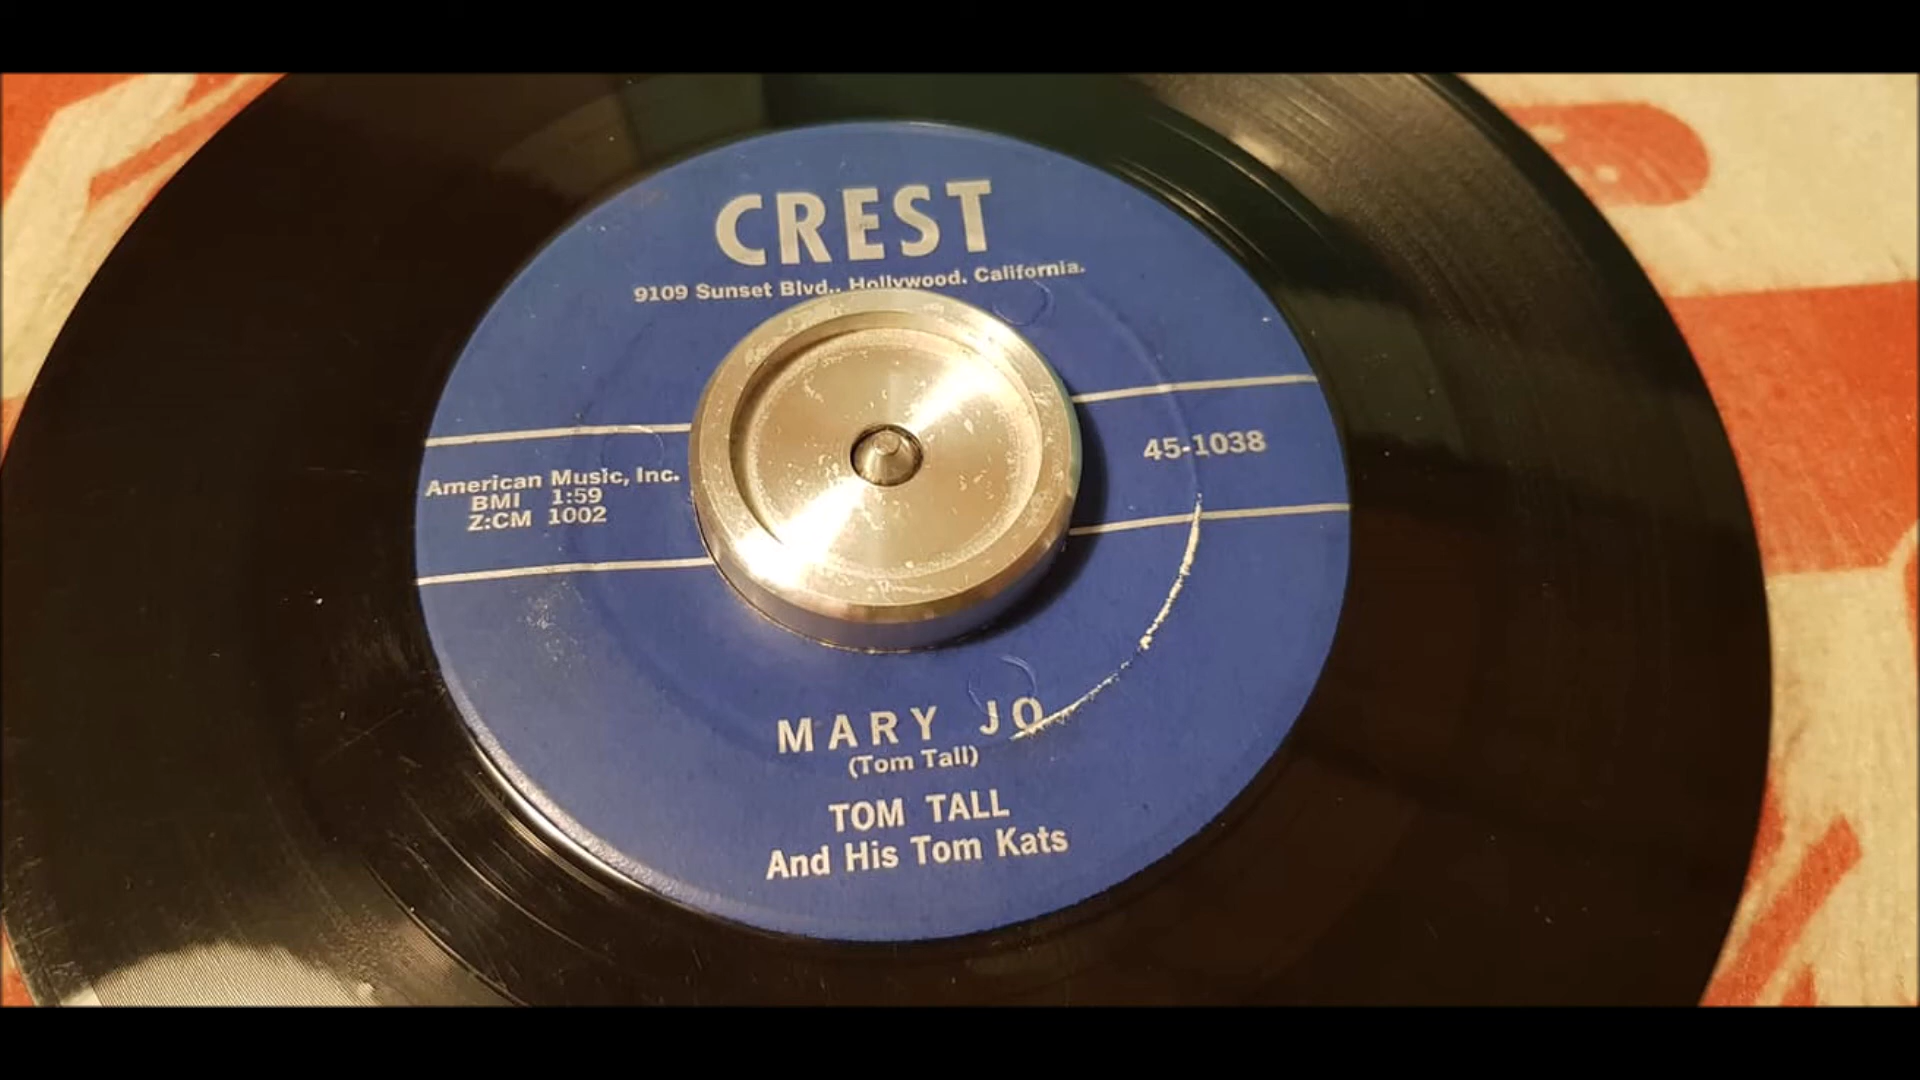 CREST
9109 Sunset Blvd., Hollywood, California.
American Music, Inc.
BMI 1:59
Z:CM 1002
45-1038
MARY JO
(Tom Tall)
TOM TALL
And His Tom Kats